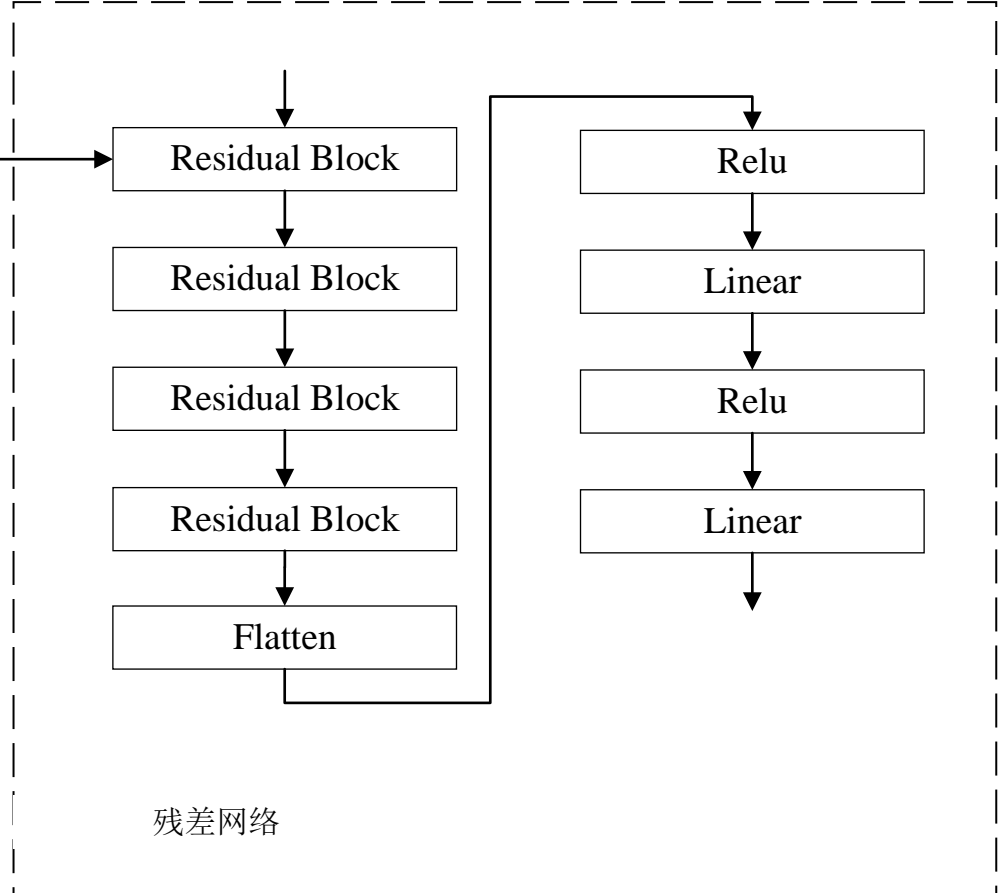 Residual Block
Residual Block
Residual Block
Residual Block
Flatten
Relu
Linear
Relu
Linear
残差网络